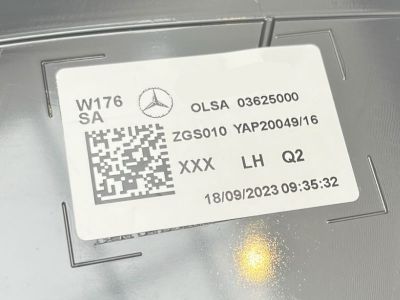 W176 OLSA 03625000
SA
ZGS010 YAP20049/16
XXX LH Q2
18/09/2023 09:35:32